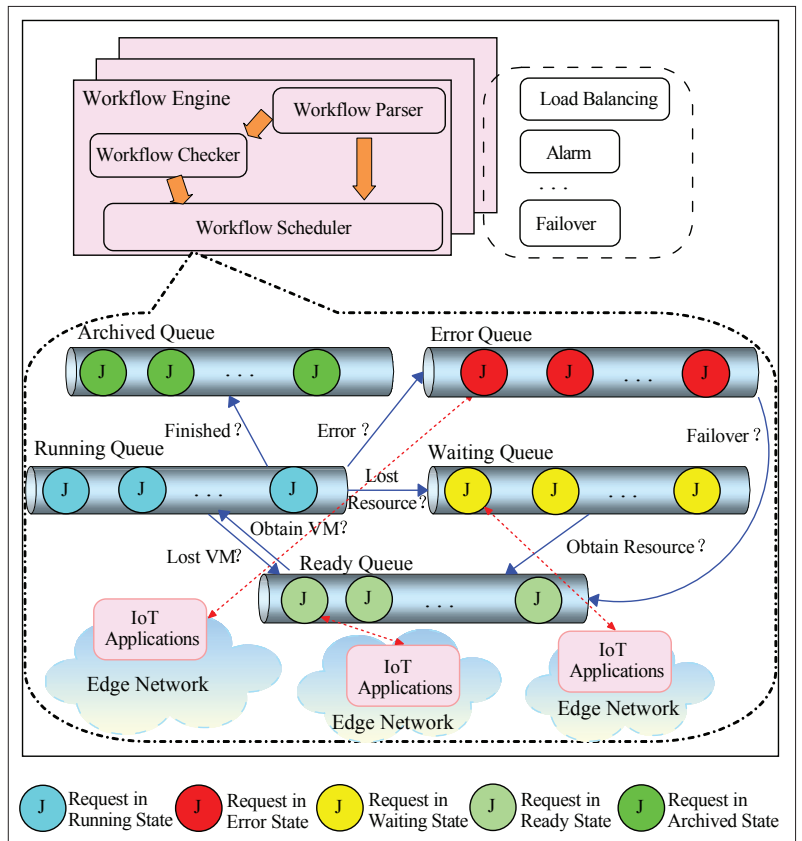 Workflow Engine
Workflow Parser
Workflow Checker
Workflow Scheduler
Load Balancing
Alarm
. . .
Failover
Archived Queue
J J . . . J
Error Queue
J J . . . J
Finished ?
Error ?
Failover ?
Running Queue
J J . . . J
Lost
Resource ?
Waiting Queue
J J . . . J
Obtain VM?
Lost VM?
Obtain Resource ?
Ready Queue
J J . . . J
IoT
Applications
Edge Network
IoT
Applications
Edge Network
IoT
Applications
Edge Network
J Request in
Running State
J Request in
Error State
J Request in
Waiting State
J Request in
Ready State
J Request in
Archived State